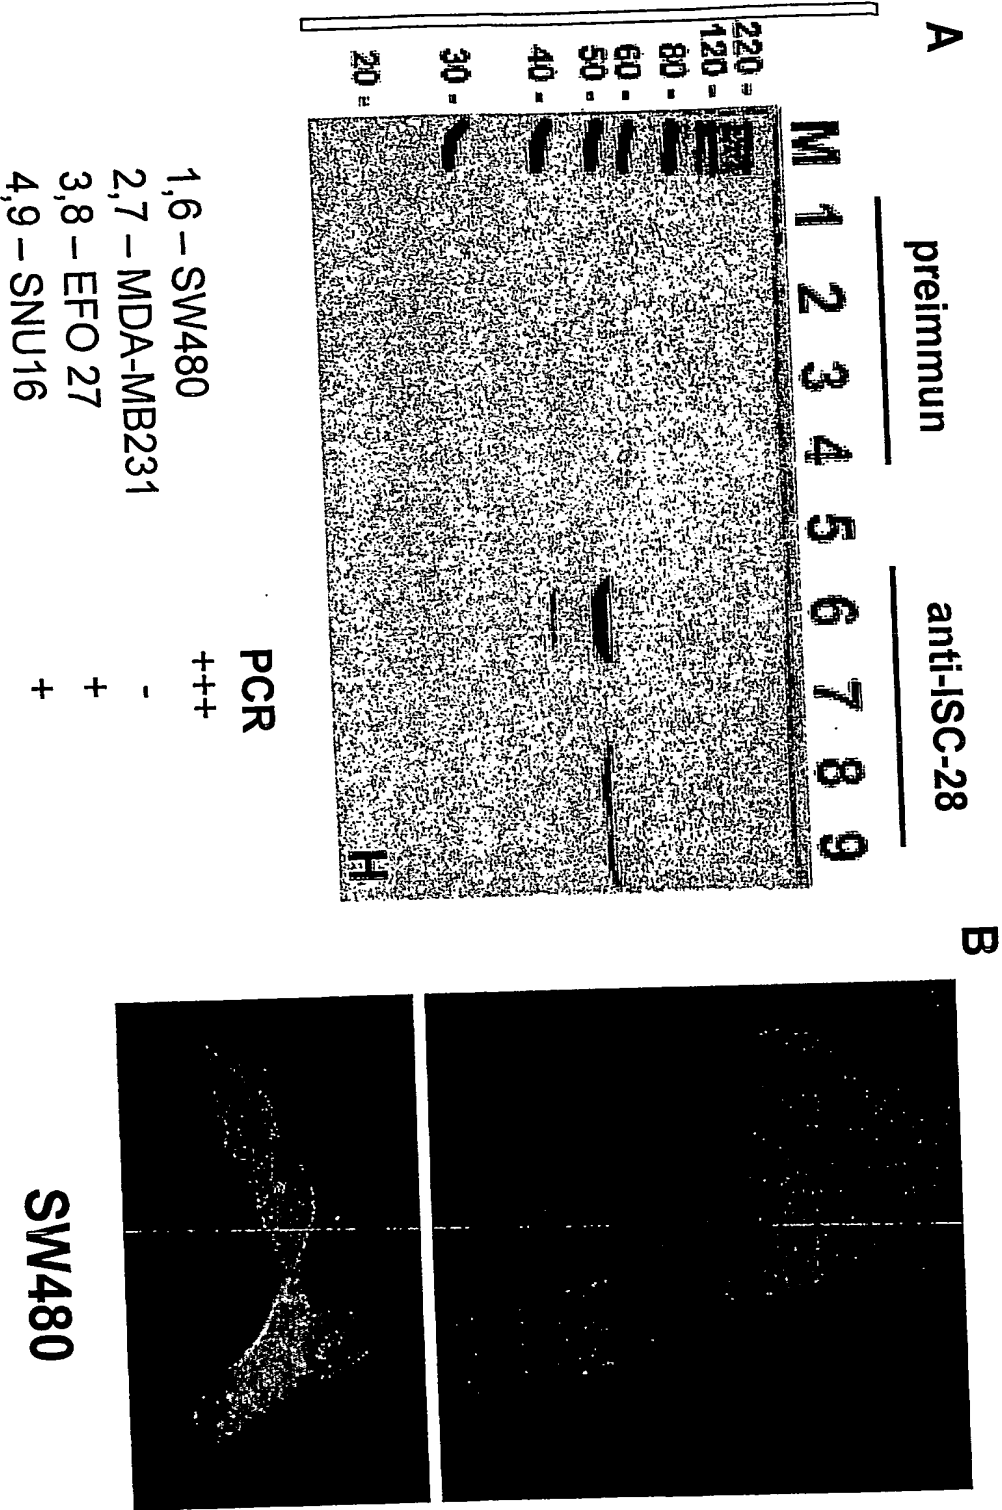 A
preimmun
anti-ISC-28
M 1 2 3 4 5 6 7 8 9
220-
120-
80-
60-
50-
40-
30-
20-
H
PCR
1,6 – SW480 +++
2,7 – MDA-MB231 -
3,8 – EFO 27 +
4,9 – SNU16 +
B
SW480